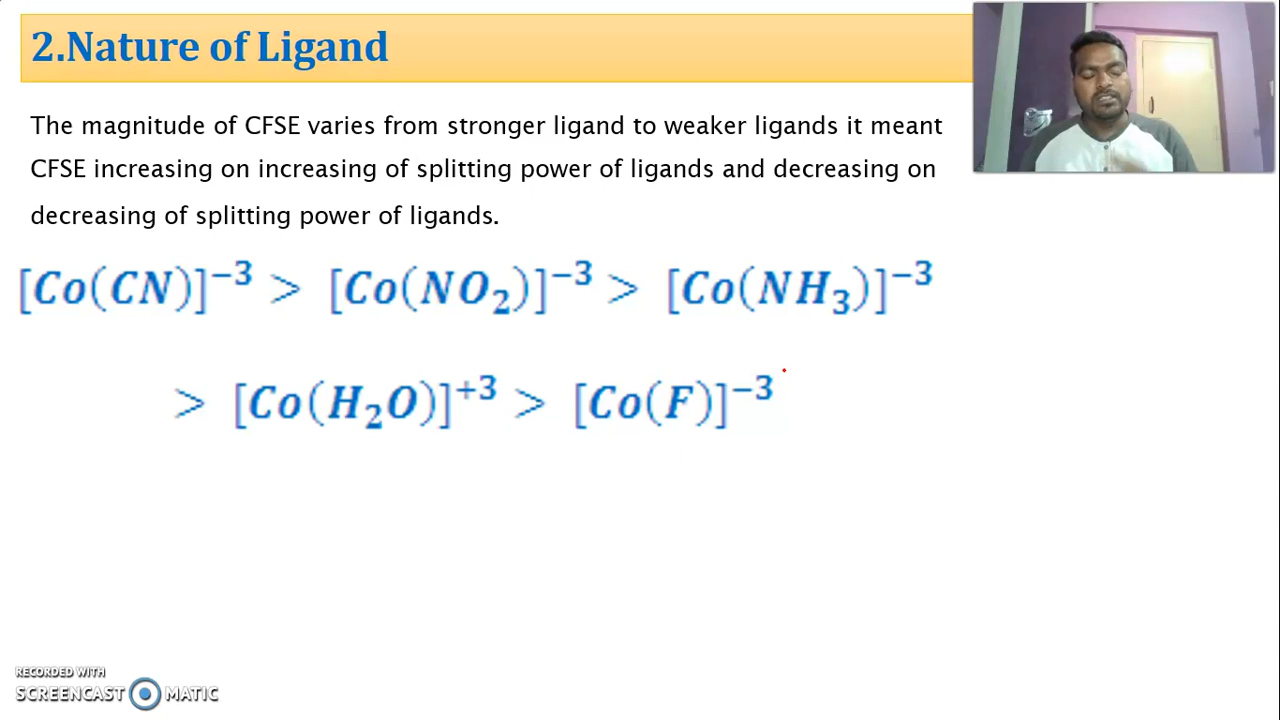 2.Nature of Ligand
The magnitude of CFSE varies from stronger ligand to weaker ligands it meant
CFSE increasing on increasing of splitting power of ligands and decreasing on
decreasing of splitting power of ligands.
[Co(CN)]⁻³ > [Co(NO₂)]⁻³ > [Co(NH₃)]⁻³
> [Co(H₂O)]⁺³ > [Co(F)]⁻³
RECORDED WITH
SCREENCAST MATIC